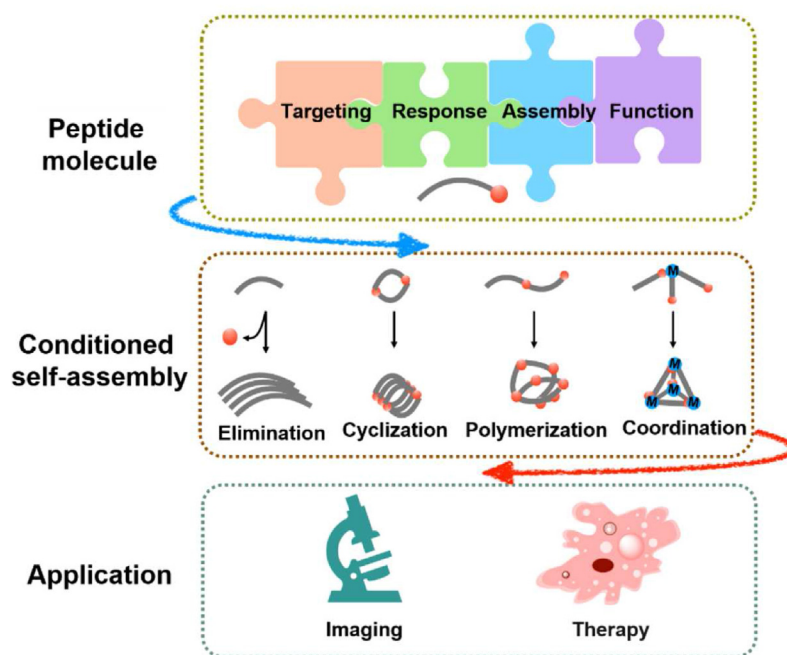 Targeting Response Assembly Function
Peptide
molecule
M
Conditioned
self-assembly
M
M
M M
Elimination Cyclization Polymerization Coordination
Application
Imaging Therapy